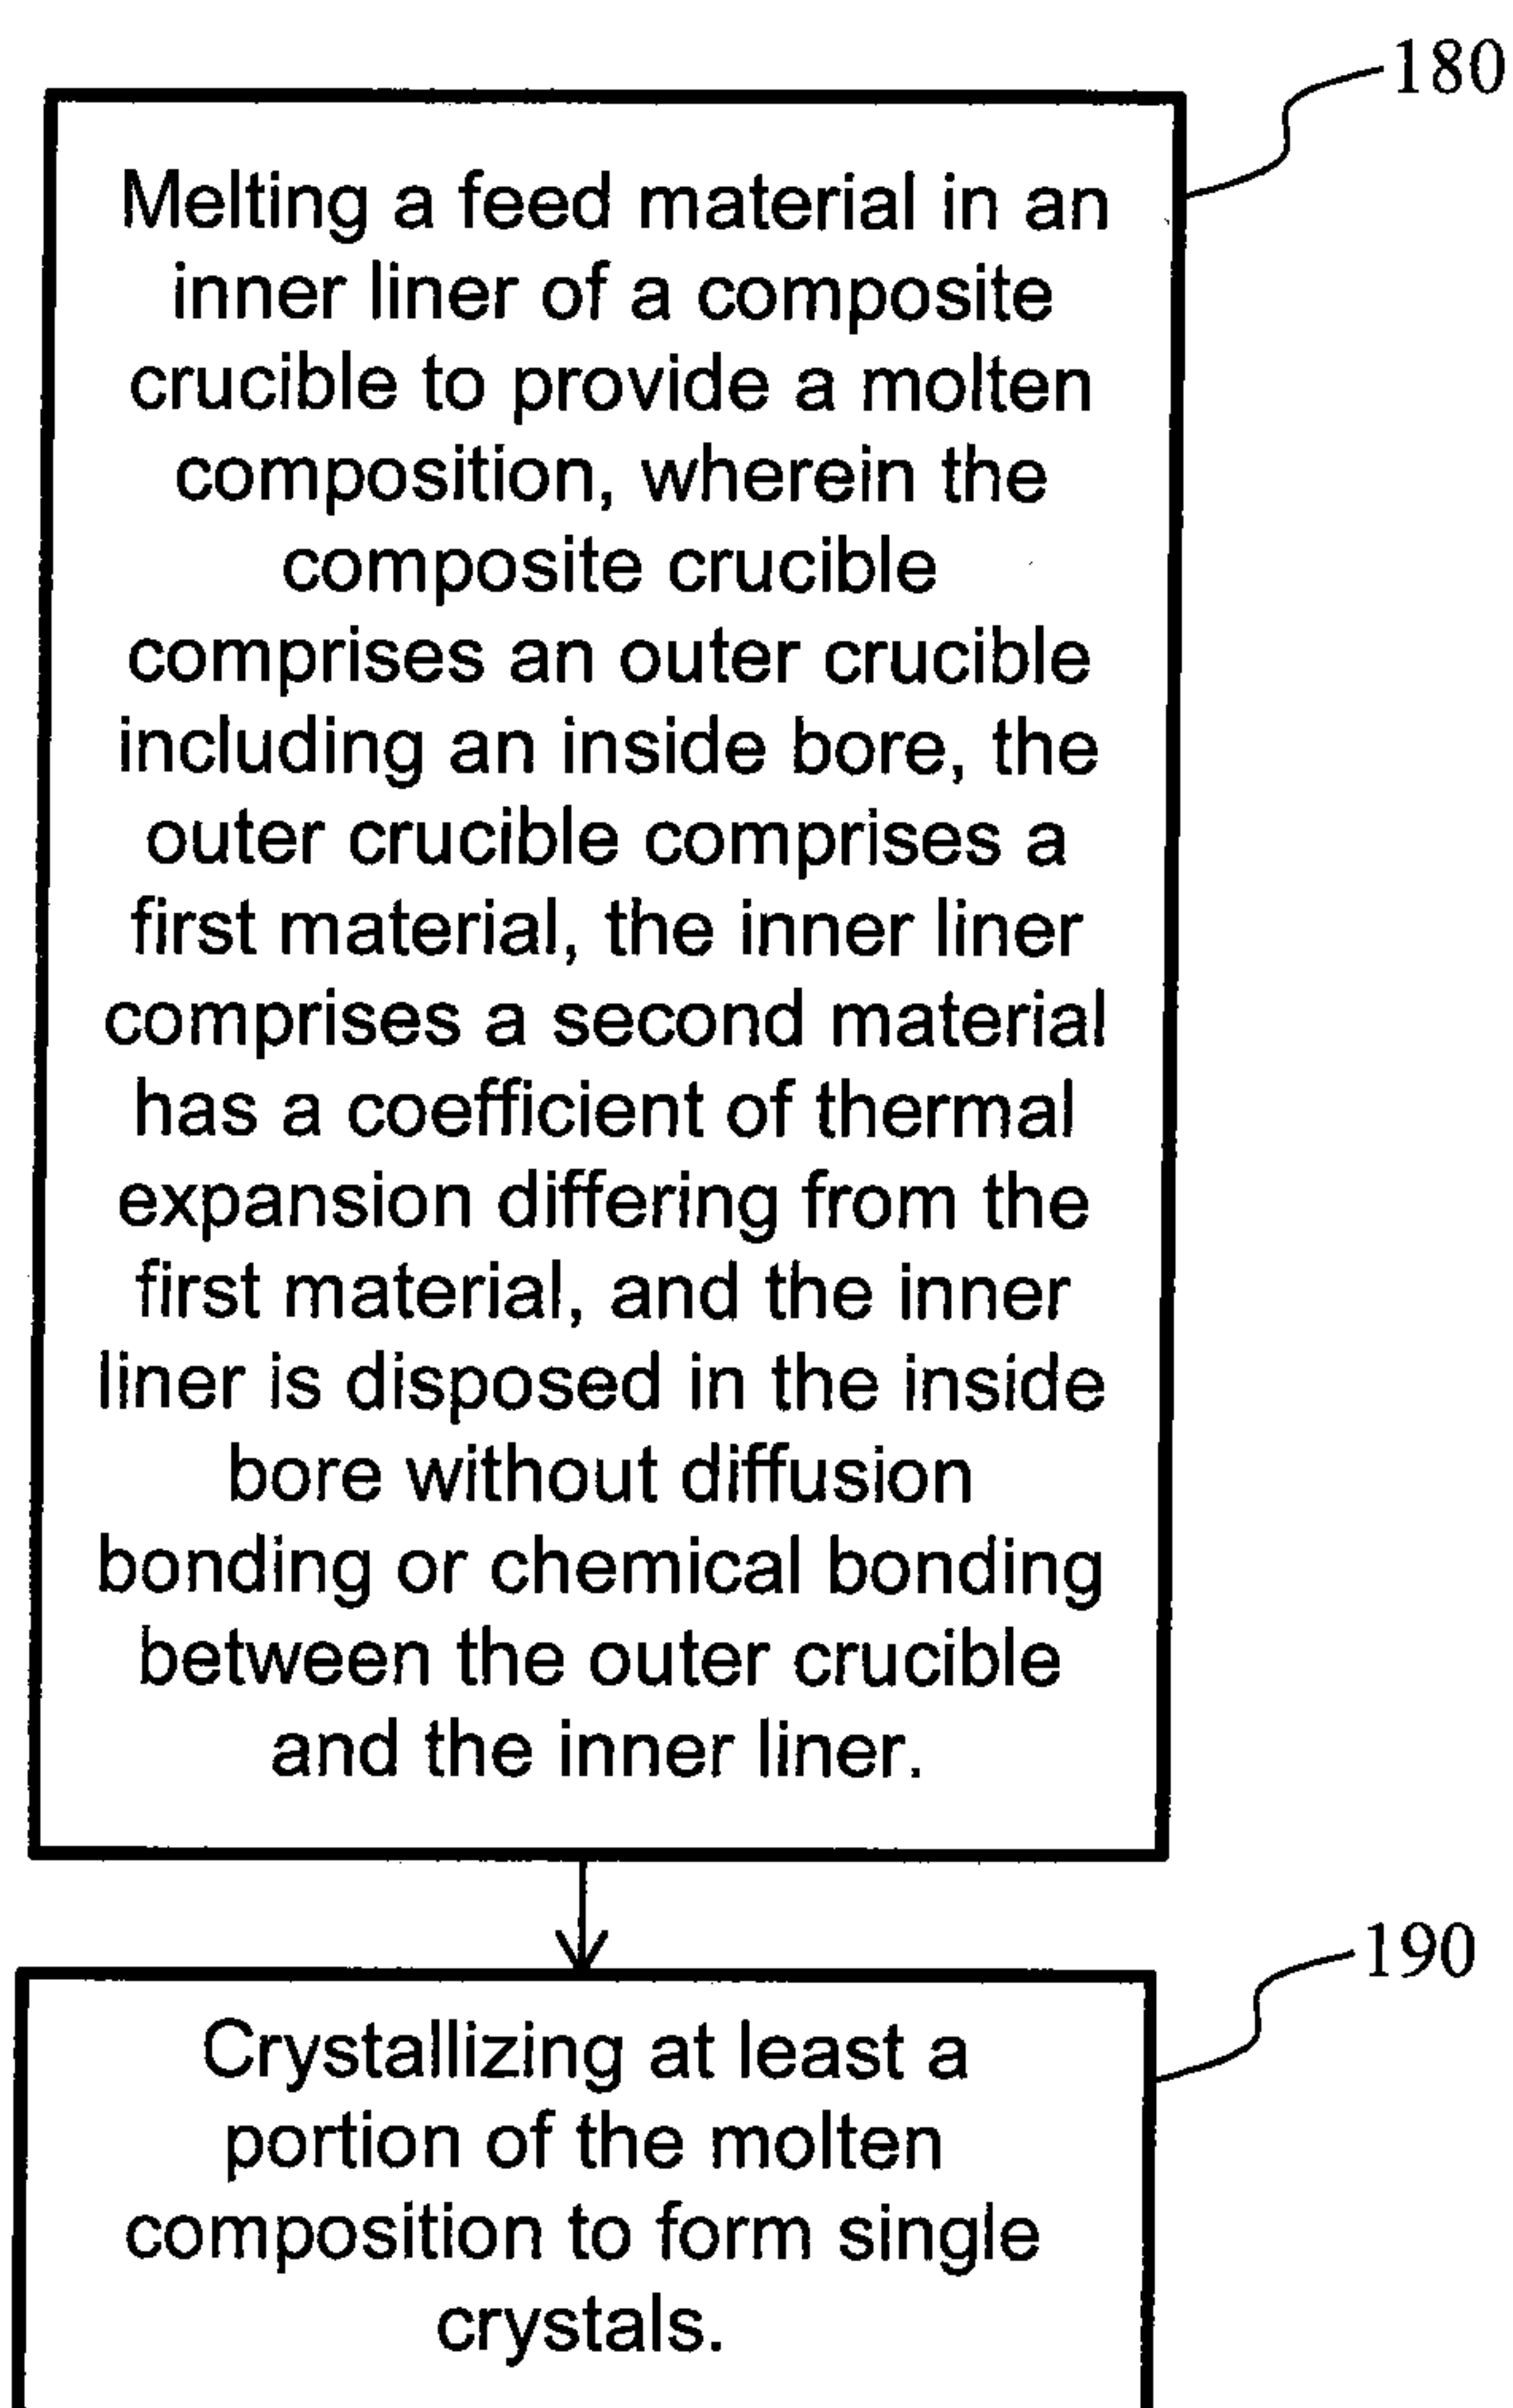 180
Melting a feed material in an
inner liner of a composite
crucible to provide a molten
composition, wherein the
composite crucible
comprises an outer crucible
including an inside bore, the
outer crucible comprises a
first material, the inner liner
comprises a second material
has a coefficient of thermal
expansion differing from the
first material, and the inner
liner is disposed in the inside
bore without diffusion
bonding or chemical bonding
between the outer crucible
and the inner liner.
190
Crystallizing at least a
portion of the molten
composition to form single
crystals.